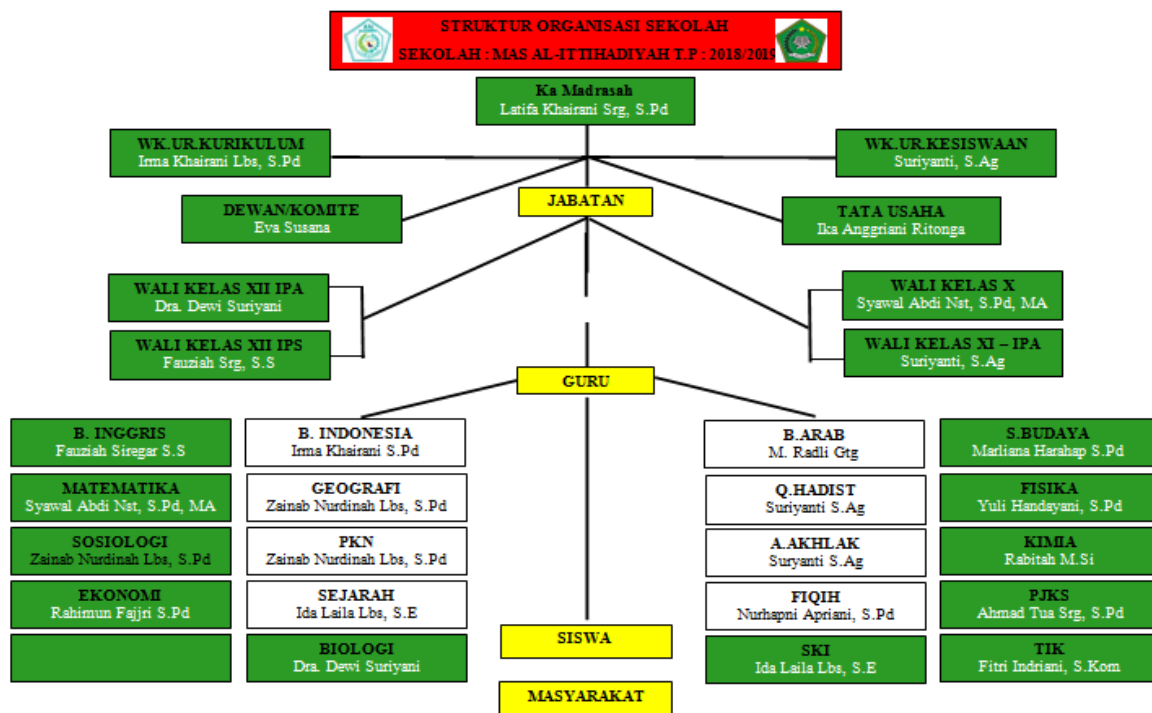 STRUKTUR ORGANISASI SEKOLAH
SEKOLAH : MAS AL-ITTIHADIYAH T.P : 2018/2019
Ka Madrasah
Latifa Khairani Srg, S.Pd
WK.UR.KURIKULUM
Irma Khairani Lbs, S.Pd
WK.UR.KESISWAAN
Suriyanti, S.Ag
DEWAN/KOMITE
Eva Susana
JABATAN
TATA USAHA
Ika Anggriani Ritonga
WALI KELAS XII IPA
Dra. Dewi Suriyani
WALI KELAS X
Syawal Abdi Nst, S.Pd, MA
WALI KELAS XII IPS
Fauziah Srg, S.S
WALI KELAS XI – IPA
Suriyanti, S.Ag
GURU
B. INGGRIS
Fauziah Siregar S.S
B. INDONESIA
Irma Khairani S.Pd
B.ARAB
M. Radli Gtg
S.BUDAYA
Marliana Harahap S.Pd
MATEMATIKA
Syawal Abdi Nst, S.Pd, MA
GEOGRAFI
Zainab Nurdinah Lbs, S.Pd
Q.HADIST
Suriyanti S.Ag
FISIKA
Yuli Handayani, S.Pd
SOSIOLOGI
Zainab Nurdinah Lbs, S.Pd
PKN
Zainab Nurdinah Lbs, S.Pd
A.AKHLAK
Suryanti S.Ag
KIMIA
Rabitah M.Si
EKONOMI
Rahimun Fajjri S.Pd
SEJARAH
Ida Laila Lbs, S.E
FIQIH
Nurhapni Apriani, S.Pd
PJKS
Ahmad Tua Srg, S.Pd
SISWA
BIOLOGI
Dra. Dewi Suriyani
SKI
Ida Laila Lbs, S.E
TIK
Fitri Indriani, S.Kom
MASYARAKAT